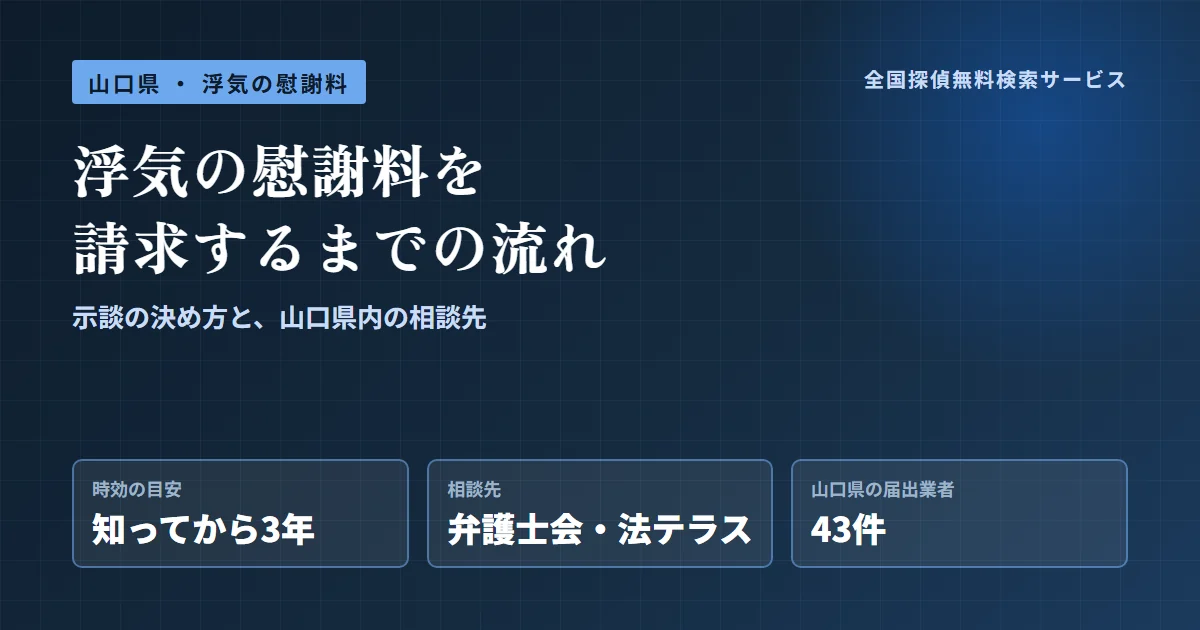 山口県 ・ 浮気の慰謝料
全国探偵無料検索サービス
浮気の慰謝料を
請求するまでの流れ
示談の決め方と、山口県内の相談先
時効の目安
知ってから3年
相談先
弁護士会・法テラス
山口県の届出業者
43件